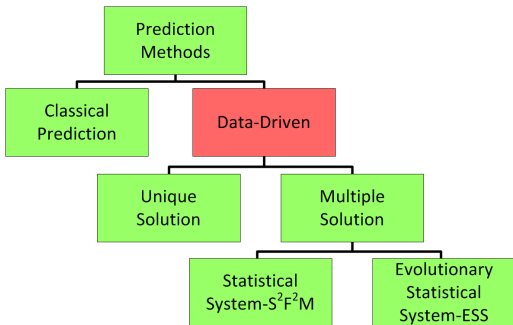 Prediction
Methods
Classical
Prediction
Data-Driven
Unique
Solution
Multiple
Solution
Statistical
System-S²F²M
Evolutionary
Statistical
System-ESS